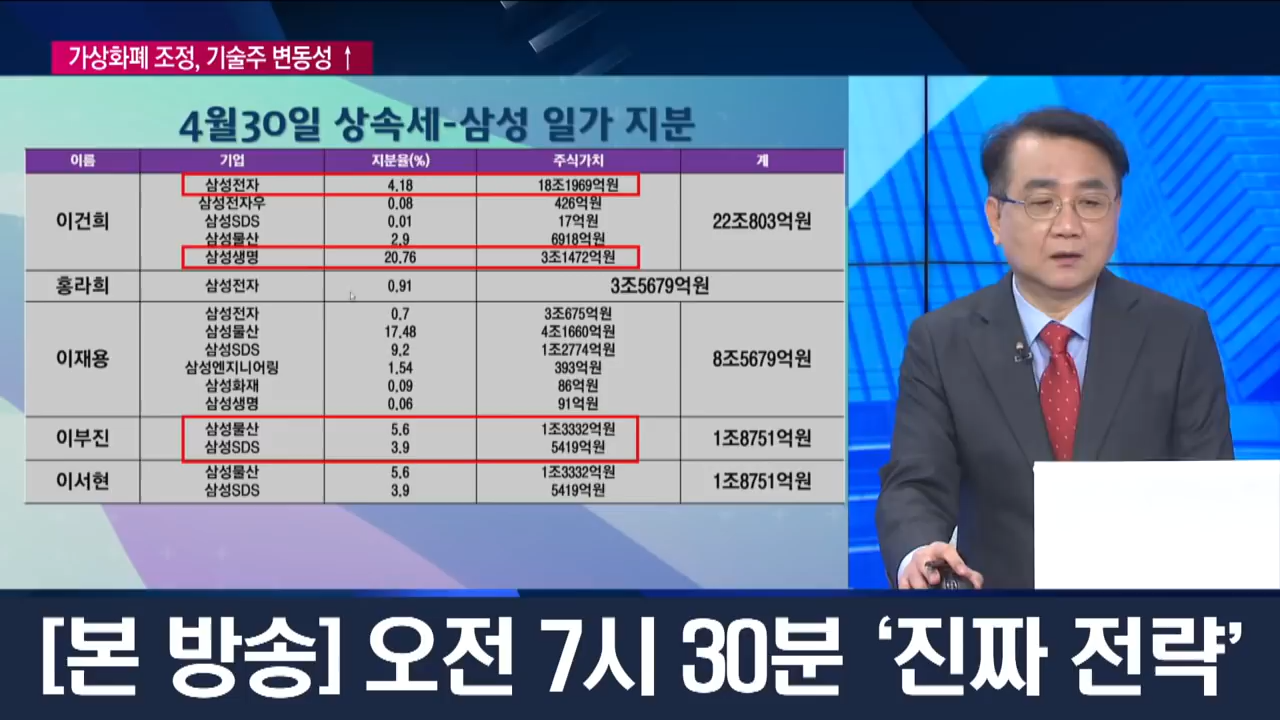 가상화폐 조정, 기술주 변동성 ↑
4월30일 상속세-삼성 일가 지분
이름 기업 지분율(%) 주식가치 계
이건희 삼성전자 4.18 18조1969억원 22조803억원
삼성전자우 0.08 426억원
삼성SDS 0.01 17억원
삼성물산 2.9 6918억원
삼성생명 20.76 3조1472억원
홍라희 삼성전자 0.91 3조5679억원
이재용 삼성전자 0.7 3조675억원 8조5679억원
삼성물산 17.48 4조1660억원
삼성SDS 9.2 1조2774억원
삼성엔지니어링 1.54 393억원
삼성화재 0.09 86억원
삼성생명 0.06 91억원
이부진 삼성물산 5.6 1조3332억원 1조8751억원
삼성SDS 3.9 5419억원
이서현 삼성물산 5.6 1조3332억원 1조8751억원
삼성SDS 3.9 5419억원
[본 방송] 오전 7시 30분 ‘진짜 전략’